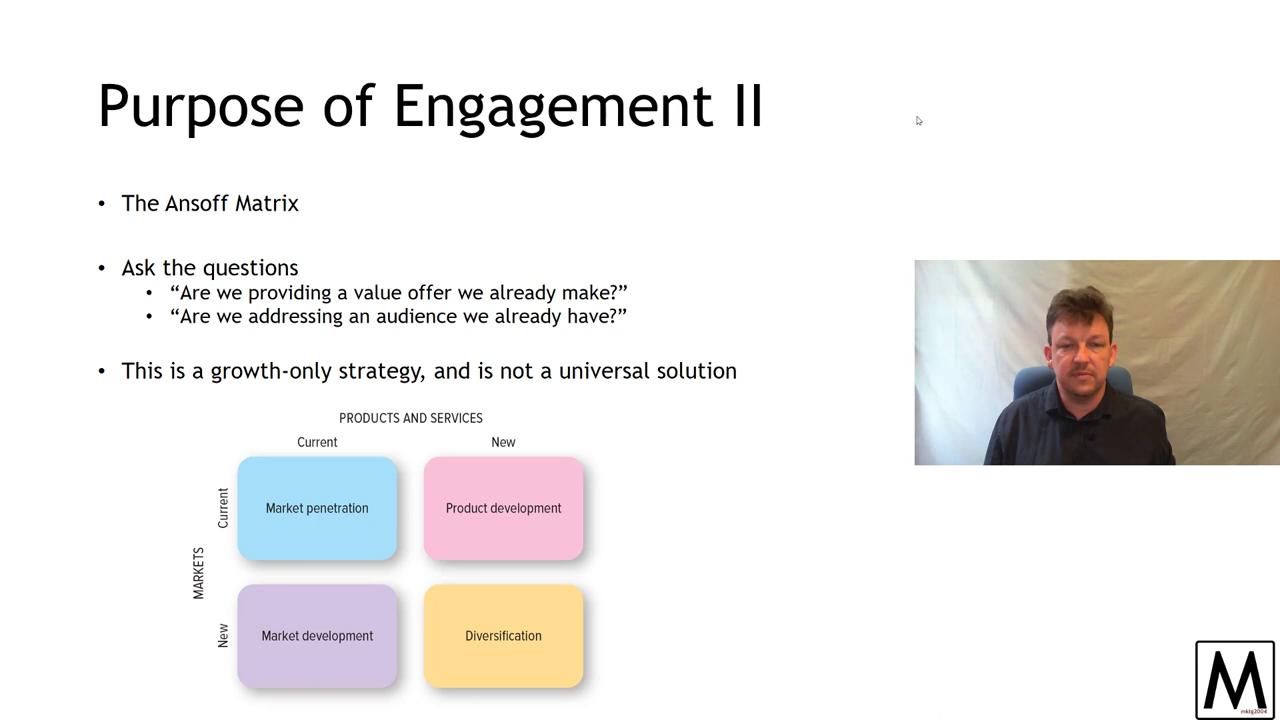 Purpose of Engagement II
• The Ansoff Matrix
• Ask the questions
• “Are we providing a value offer we already make?”
• “Are we addressing an audience we already have?”
• This is a growth-only strategy, and is not a universal solution
PRODUCTS AND SERVICES
Current New
MARKETS
Current
Market penetration Product development
New
Market development Diversification
M
mktg2004